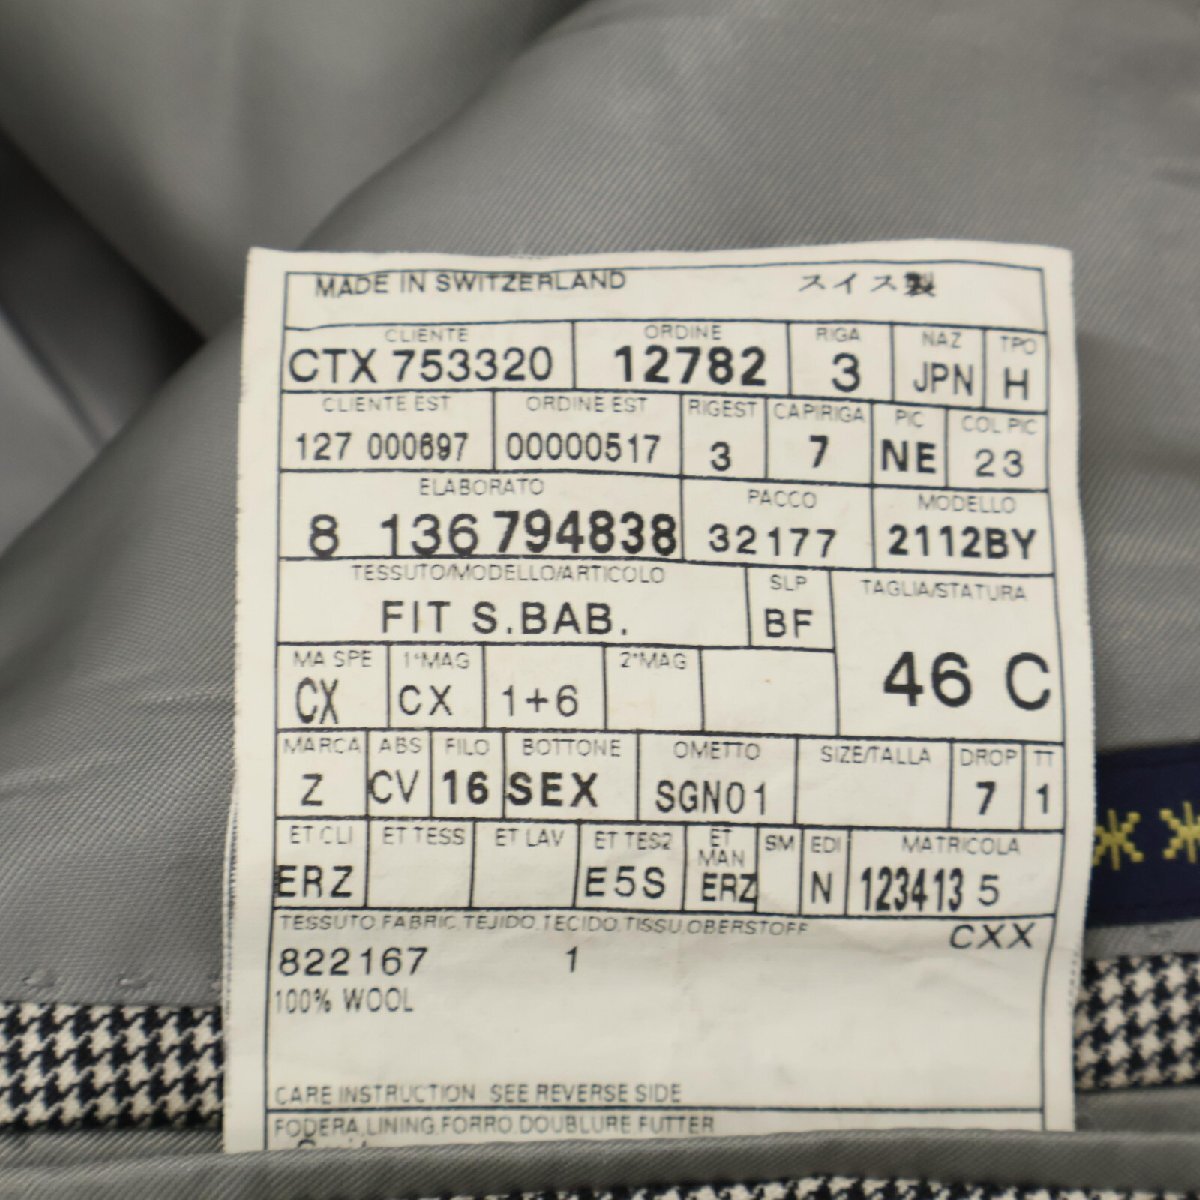 MADE IN SWITZERLAND スイス製
CLIENTE ORDINE RIGA NAZ TPO
CTX 753320 12782 3 JPN H
CLIENTE EST ORDINE EST RIGEST CAPIRIGA PIC COL PIC
127 000697 00000517 3 7 NE 23
ELABORATO PACCO MODELLO
8 136 794838 32177 2112BY
TESSUTO/MODELLO/ARTICOLO SLP TAGLIA/STATURA
FIT S.BAB. BF 46 C
MA SPE 1°MAG 2°MAG
CX CX 1+6
MARCA ABS FILO BOTTONE OMETTO SIZE/TALLA DROP TT
Z CV 16 SEX SGN01 7 1
ET CLI ET TESS ET LAV ET TES2 ET MAN SM EDI MATRICOLA
ERZ E5S ERZ N 123413 5
TESSUTO,FABRIC,TEJIDO,TECIDO,TISSU,OBERSTOFF CXX
822167 1
100% WOOL
CARE INSTRUCTION SEE REVERSE SIDE
FODERA,LINING,FORRO,DOUBLURE,FUTTER